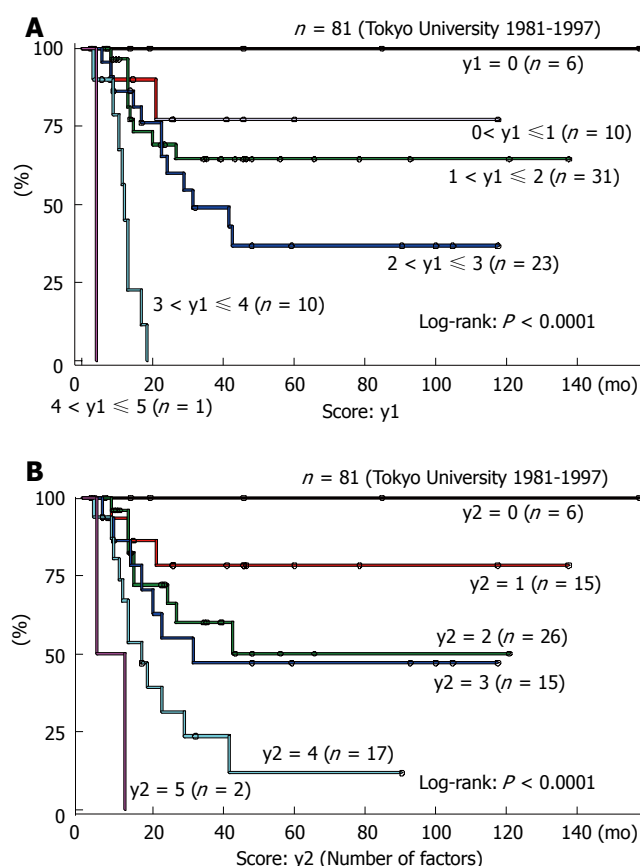 A
n = 81 (Tokyo University 1981-1997)
100
y1 = 0 (n = 6)
75
0 < y1 ⩽1 (n = 10)
1 < y1 ⩽ 2 (n = 31)
(%)
50
2 < y1 ⩽ 3 (n = 23)
25
3 < y1 ⩽ 4 (n = 10)
Log-rank: P < 0.0001
0
0 20 40 60 80 100 120 140 (mo)
4 < y1 ⩽ 5 (n = 1)
Score: y1
B
n = 81 (Tokyo University 1981-1997)
100
y2 = 0 (n = 6)
75
y2 = 1 (n = 15)
(%)
y2 = 2 (n = 26)
50
y2 = 3 (n = 15)
25
y2 = 4 (n = 17)
y2 = 5 (n = 2)
Log-rank: P < 0.0001
0
0 20 40 60 80 100 120 140 (mo)
Score: y2 (Number of factors)